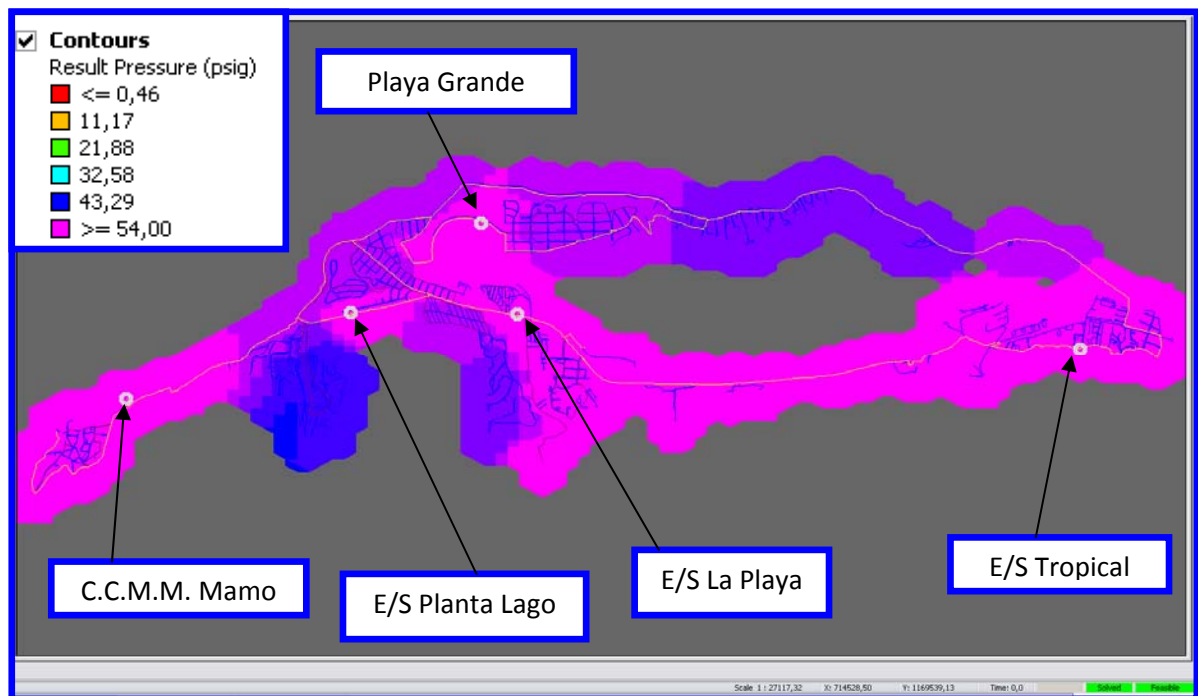 Contours
Result Pressure (psig)
<= 0,46
11,17
21,88
32,58
43,29
>= 54,00
Playa Grande
C.C.M.M. Mamo
E/S Planta Lago
E/S La Playa
E/S Tropical
Scale 1 : 27117,32 X: 714528,50 Y: 1169539,13 Time: 0,0 Solved Feasible